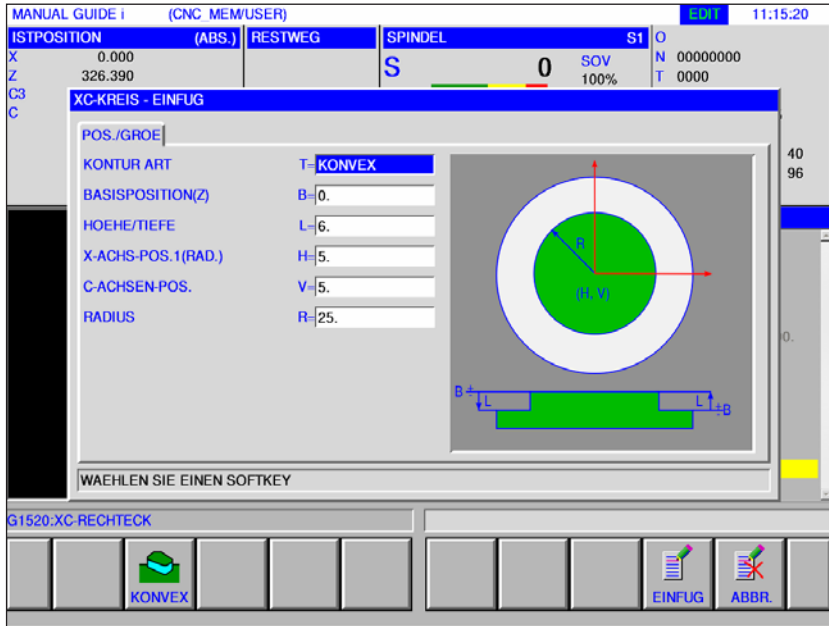 MANUAL GUIDE i (CNC_MEM/USER) EDIT 11:15:20
ISTPOSITION (ABS.) RESTWEG SPINDEL S1 O
X 0.000
Z 326.390
C3
C
S 0 SOV 100%
N 00000000
T 0000
40
96
XC-KREIS - EINFUG
POS./GROE
KONTUR ART T=KONVEX
BASISPOSITION(Z) B=0.
HOEHE/TIEFE L=6.
X-ACHS-POS.1(RAD.) H=5.
C-ACHSEN-POS. V=5.
RADIUS R=25.
R
(H, V)
B ± L L ±B
0.
WAEHLEN SIE EINEN SOFTKEY
G1520:XC-RECHTECK
KONVEX EINFUG ABBR.